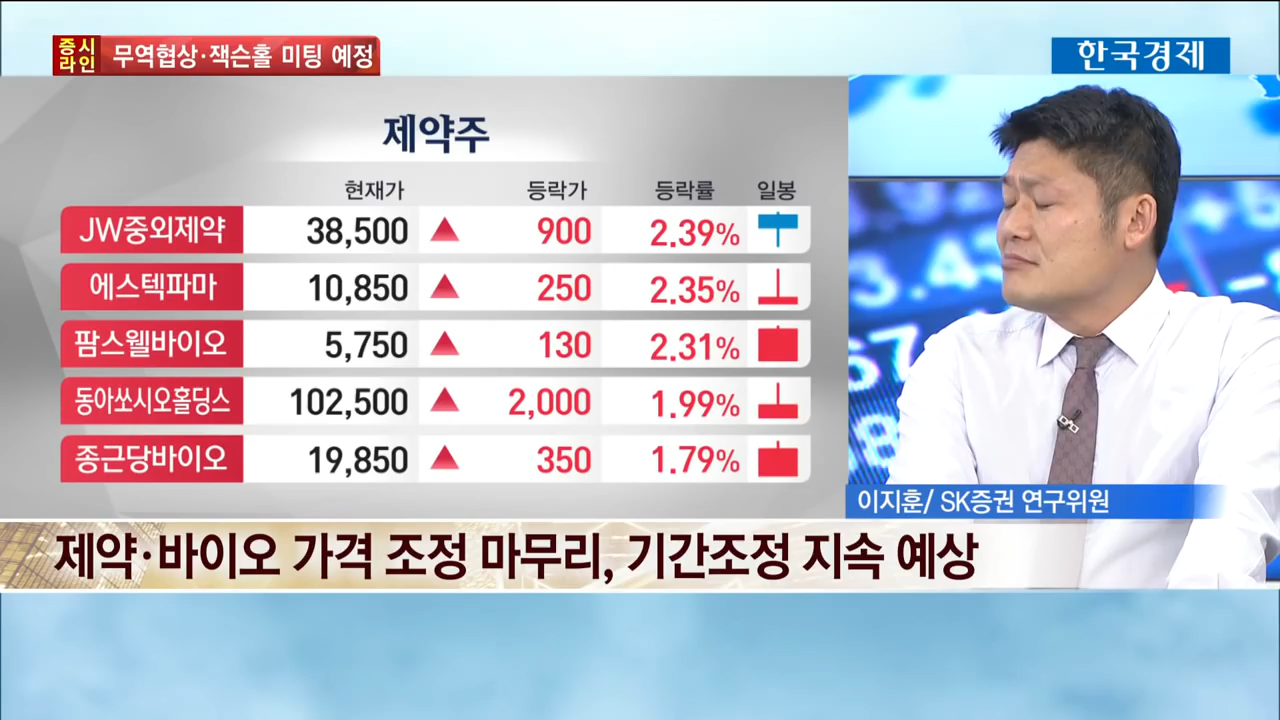 증시
라인
무역협상·잭슨홀 미팅 예정
한국경제
제약주
현재가 등락가 등락률 일봉
JW중외제약 38,500 ▲ 900 2.39%
에스텍파마 10,850 ▲ 250 2.35%
팜스웰바이오 5,750 ▲ 130 2.31%
동아쏘시오홀딩스 102,500 ▲ 2,000 1.99%
종근당바이오 19,850 ▲ 350 1.79%
이지훈/ SK증권 연구위원
제약·바이오 가격 조정 마무리, 기간조정 지속 예상